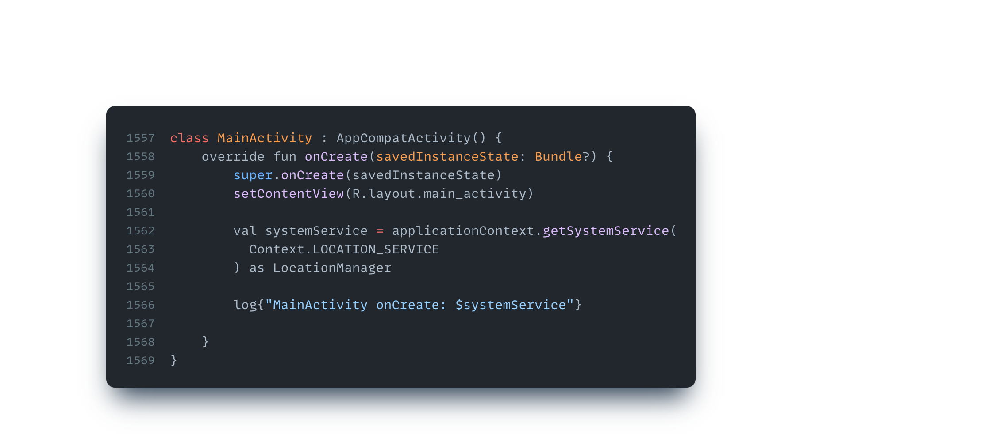 1557 class MainActivity : AppCompatActivity() {
1558     override fun onCreate(savedInstanceState: Bundle?) {
1559         super.onCreate(savedInstanceState)
1560         setContentView(R.layout.main_activity)
1561
1562         val systemService = applicationContext.getSystemService(
1563           Context.LOCATION_SERVICE
1564         ) as LocationManager
1565
1566         log{"MainActivity onCreate: $systemService"}
1567
1568     }
1569 }